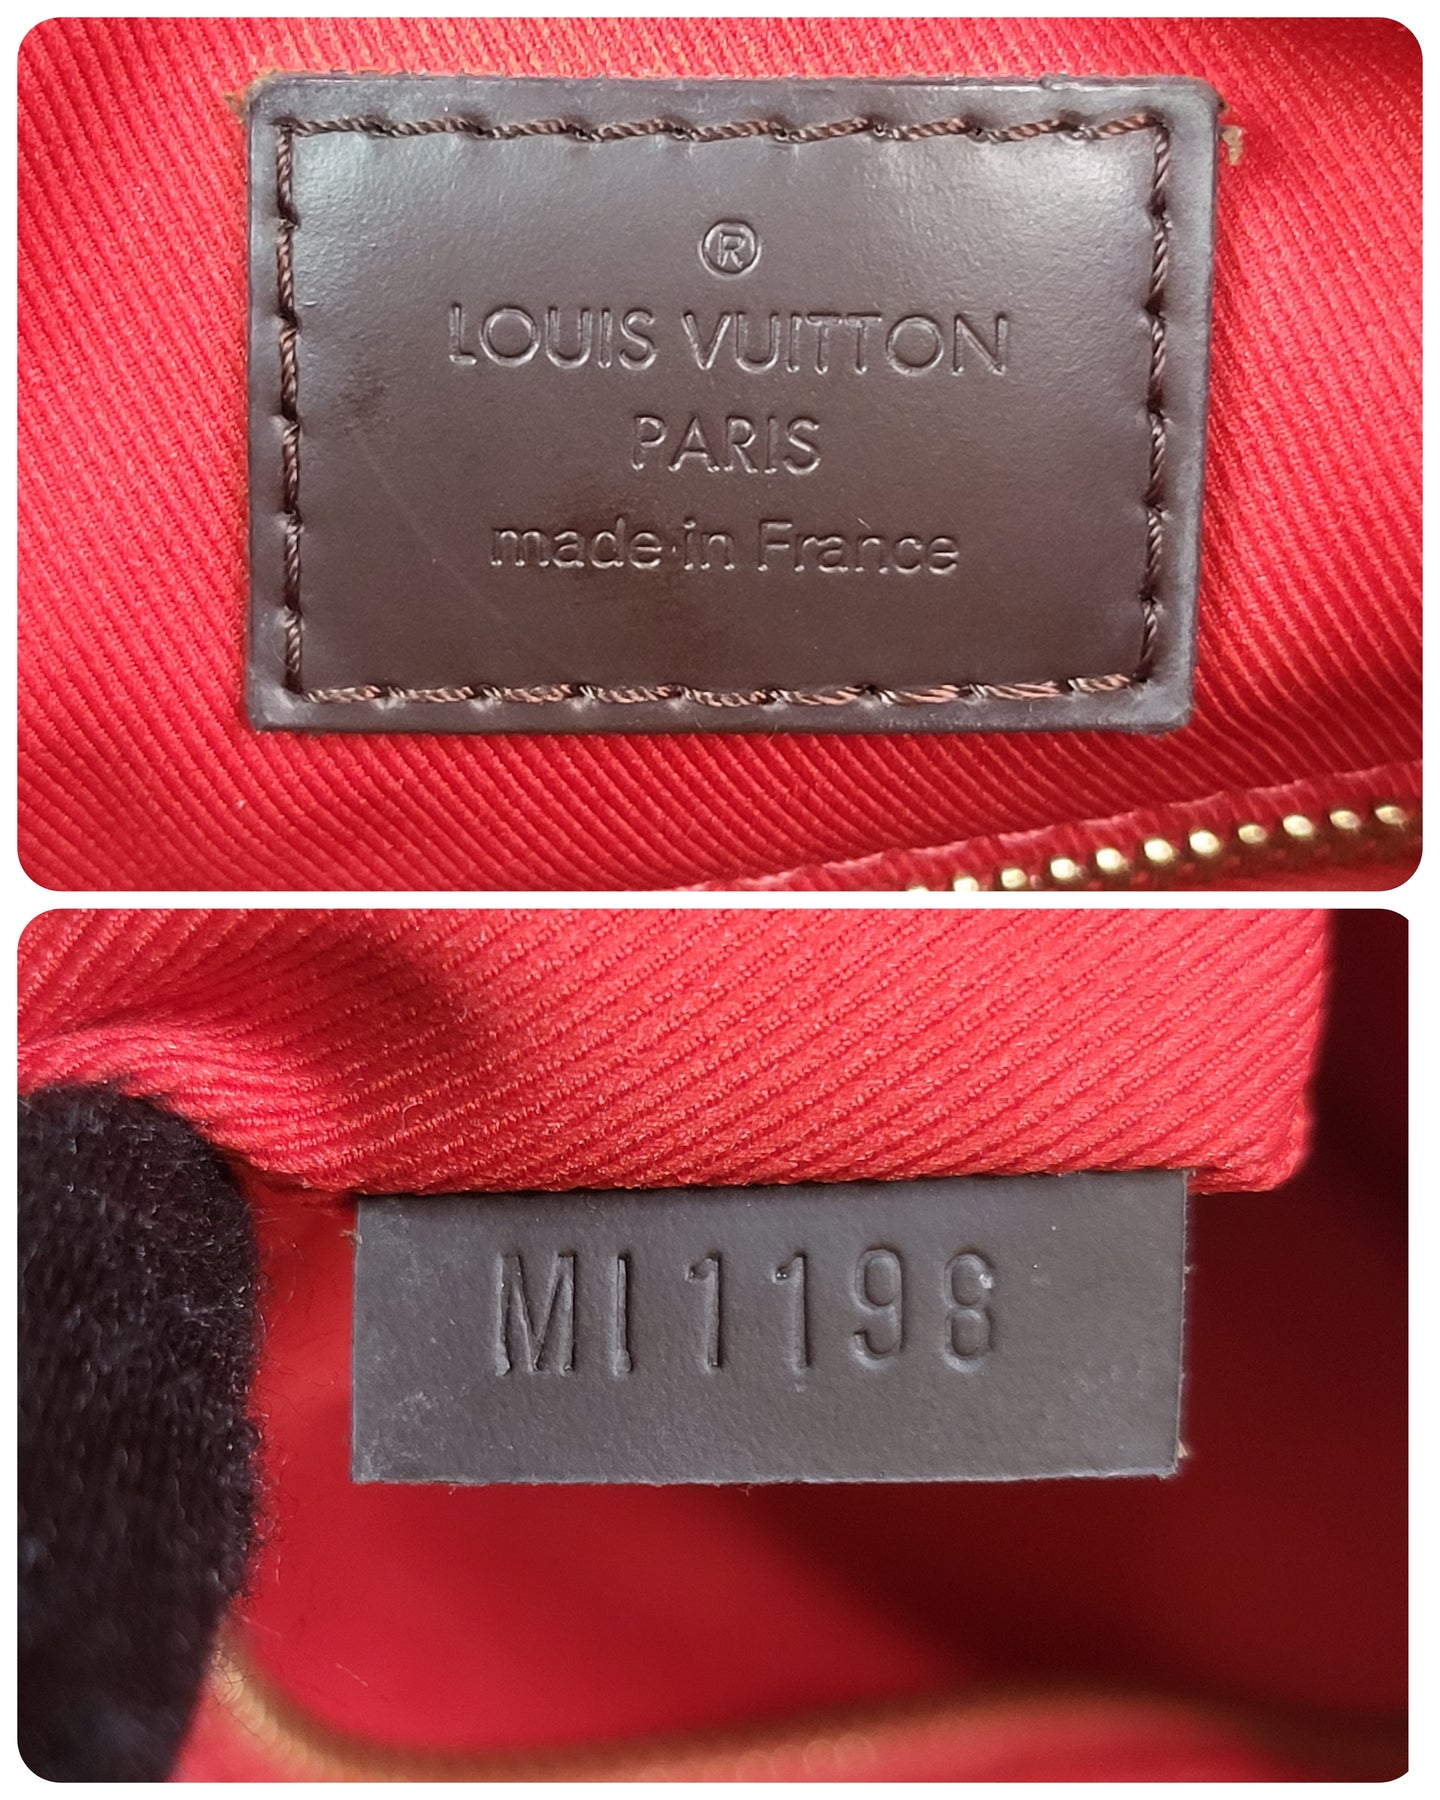 ®
LOUIS VUITTON
PARIS
made in France
MI1198